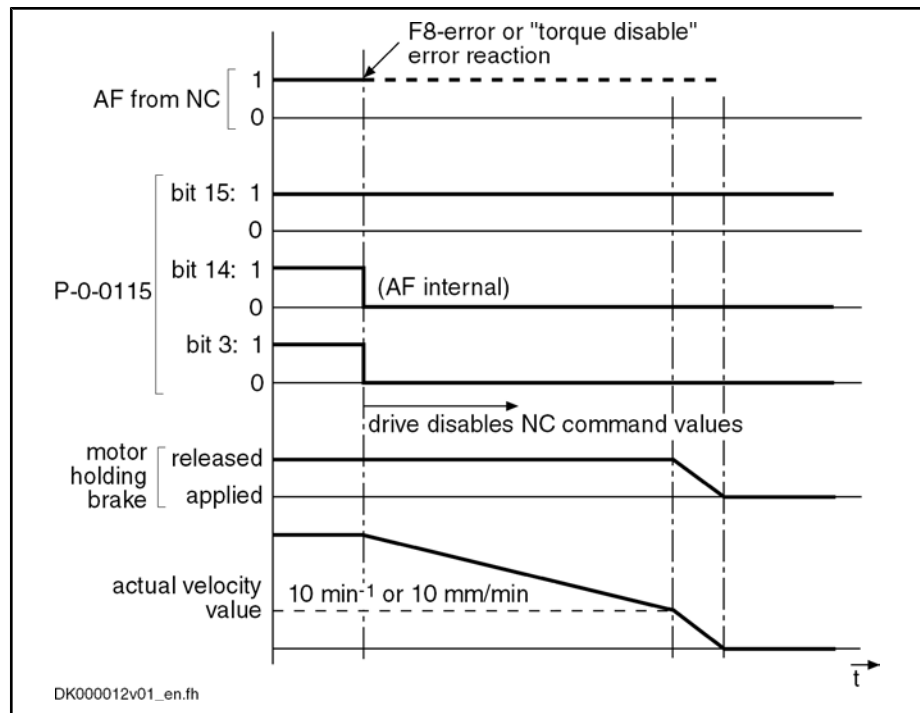 F8-error or "torque disable"
error reaction
AF from NC
1
0
P-0-0115
bit 15: 1
0
bit 14: 1
0
(AF internal)
bit 3: 1
0
drive disables NC command values
motor
holding
brake
released
applied
actual velocity
value
10 min⁻¹ or 10 mm/min
t
DK000012v01_en.fh